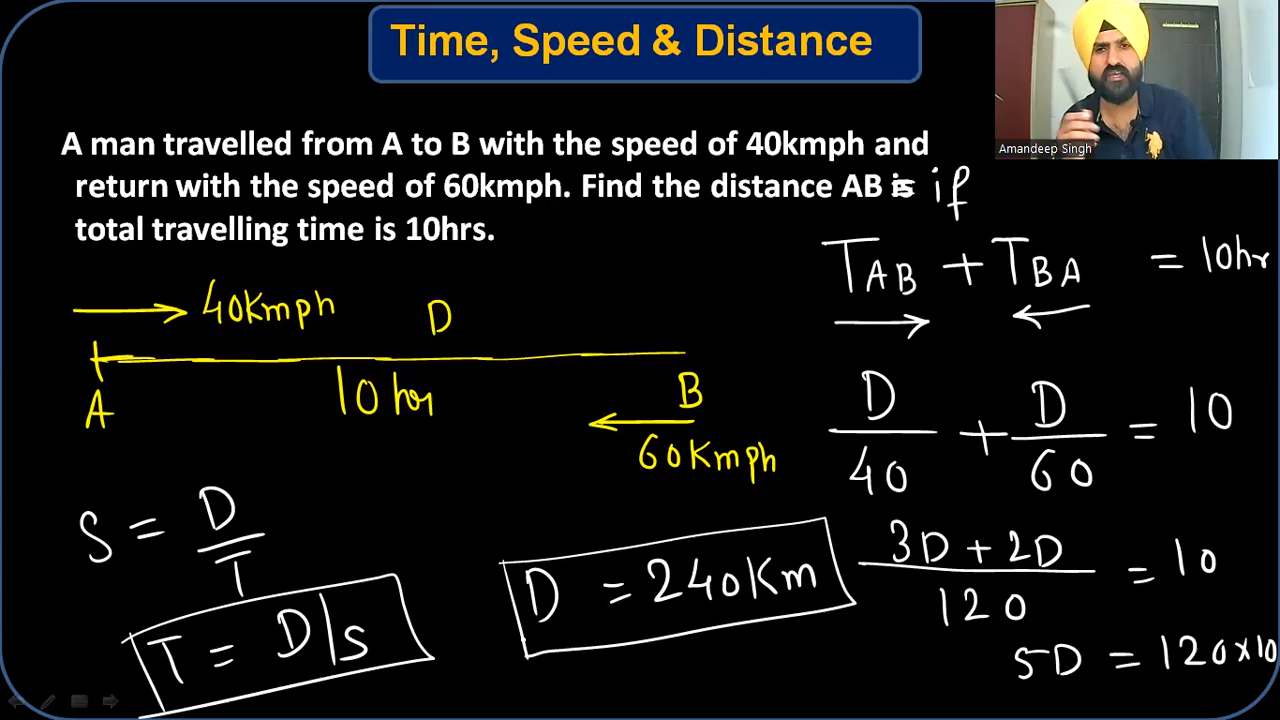 Time, Speed & Distance
Amandeep Singh
A man travelled from A to B with the speed of 40kmph and
return with the speed of 60kmph. Find the distance AB is if
total travelling time is 10hrs.
40Kmph
D
A
10 hr
B
60Kmph
T_AB + T_BA = 10hr
D/40 + D/60 = 10
(3D + 2D)/120 = 10
5D = 120×10
S = D/T
T = D/s
D = 240Km